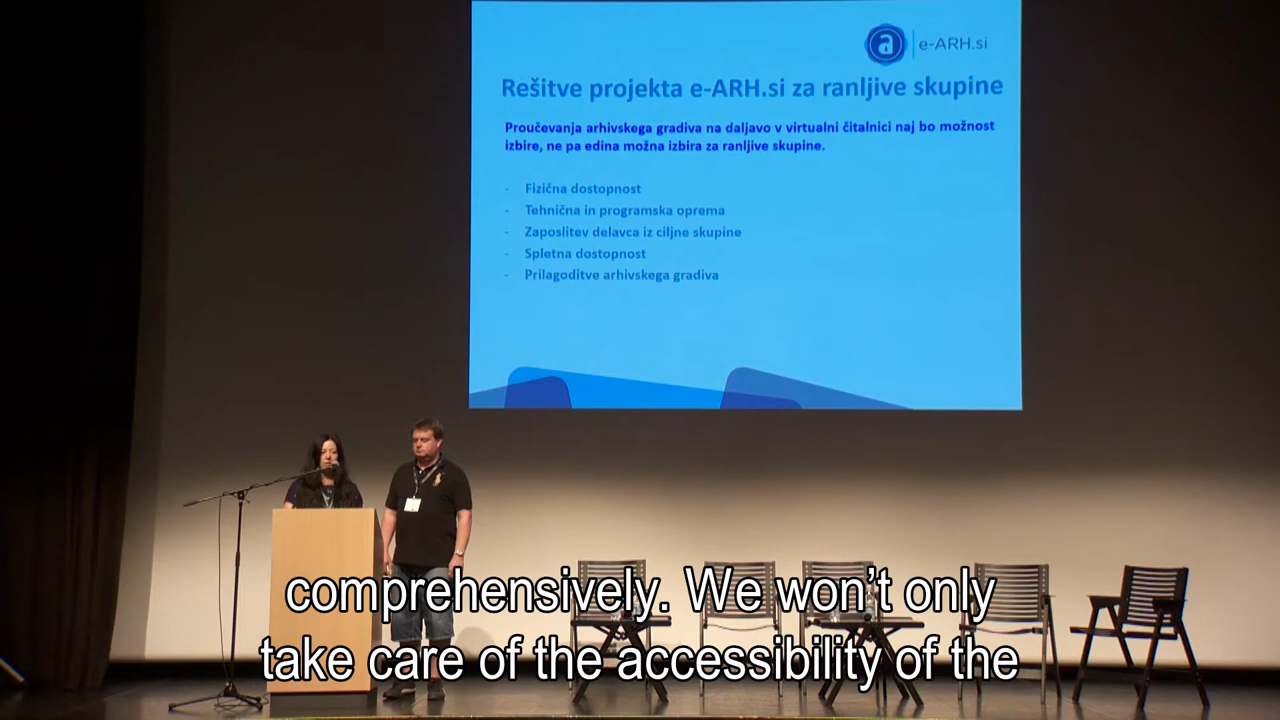 a e-ARH.si
Rešitve projekta e-ARH.si za ranljive skupine
Proučevanja arhivskega gradiva na daljavo v virtualni čitalnici naj bo možnost
izbire, ne pa edina možna izbira za ranljive skupine.
- Fizična dostopnost
- Tehnična in programska oprema
- Zaposlitev delavca iz ciljne skupine
- Spletna dostopnost
- Prilagoditve arhivskega gradiva
comprehensively. We won’t only
take care of the accessibility of the